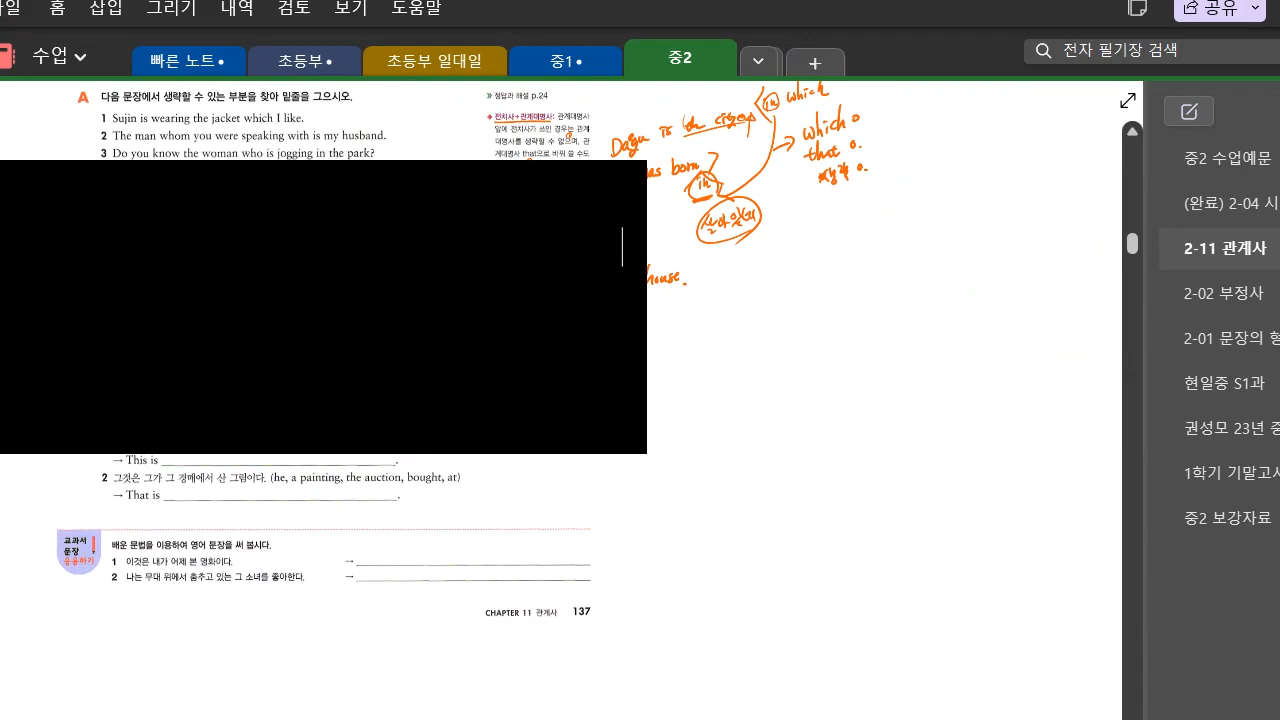 파일 홈 삽입 그리기 내역 검토 보기 도움말
공유
수업
빠른 노트
초등부
초등부 일대일
중1
중2
전자 필기장 검색
A 다음 문장에서 생략할 수 있는 부분을 찾아 밑줄을 그으시오.
1 Sujin is wearing the jacket which I like.
2 The man whom you were speaking with is my husband.
3 Do you know the woman who is jogging in the park?
» 정답과 해설 p.24
전치사+관계대명사: 관계대명사
앞에 전치사가 쓰인 경우는 관계
대명사를 생략할 수 없으며, 관
계대명사 that으로 바꿔 쓸 수도
in which
is
which o
that o.
생략 o.
as born
in
살아있네
house.
→ This is .
2 그것은 그가 그 경매에서 산 그림이다. (he, a painting, the auction, bought, at)
→ That is .
교과서
문장
응용하기
배운 문법을 이용하여 영어 문장을 써 봅시다.
1 이것은 내가 어제 본 영화이다. →
2 나는 무대 위에서 춤추고 있는 그 소녀를 좋아한다. →
CHAPTER 11 관계사 137
중2 수업예문
(완료) 2-04 시
2-11 관계사
2-02 부정사
2-01 문장의 형
현일중 S1과
권성모 23년 중
1학기 기말고사
중2 보강자료